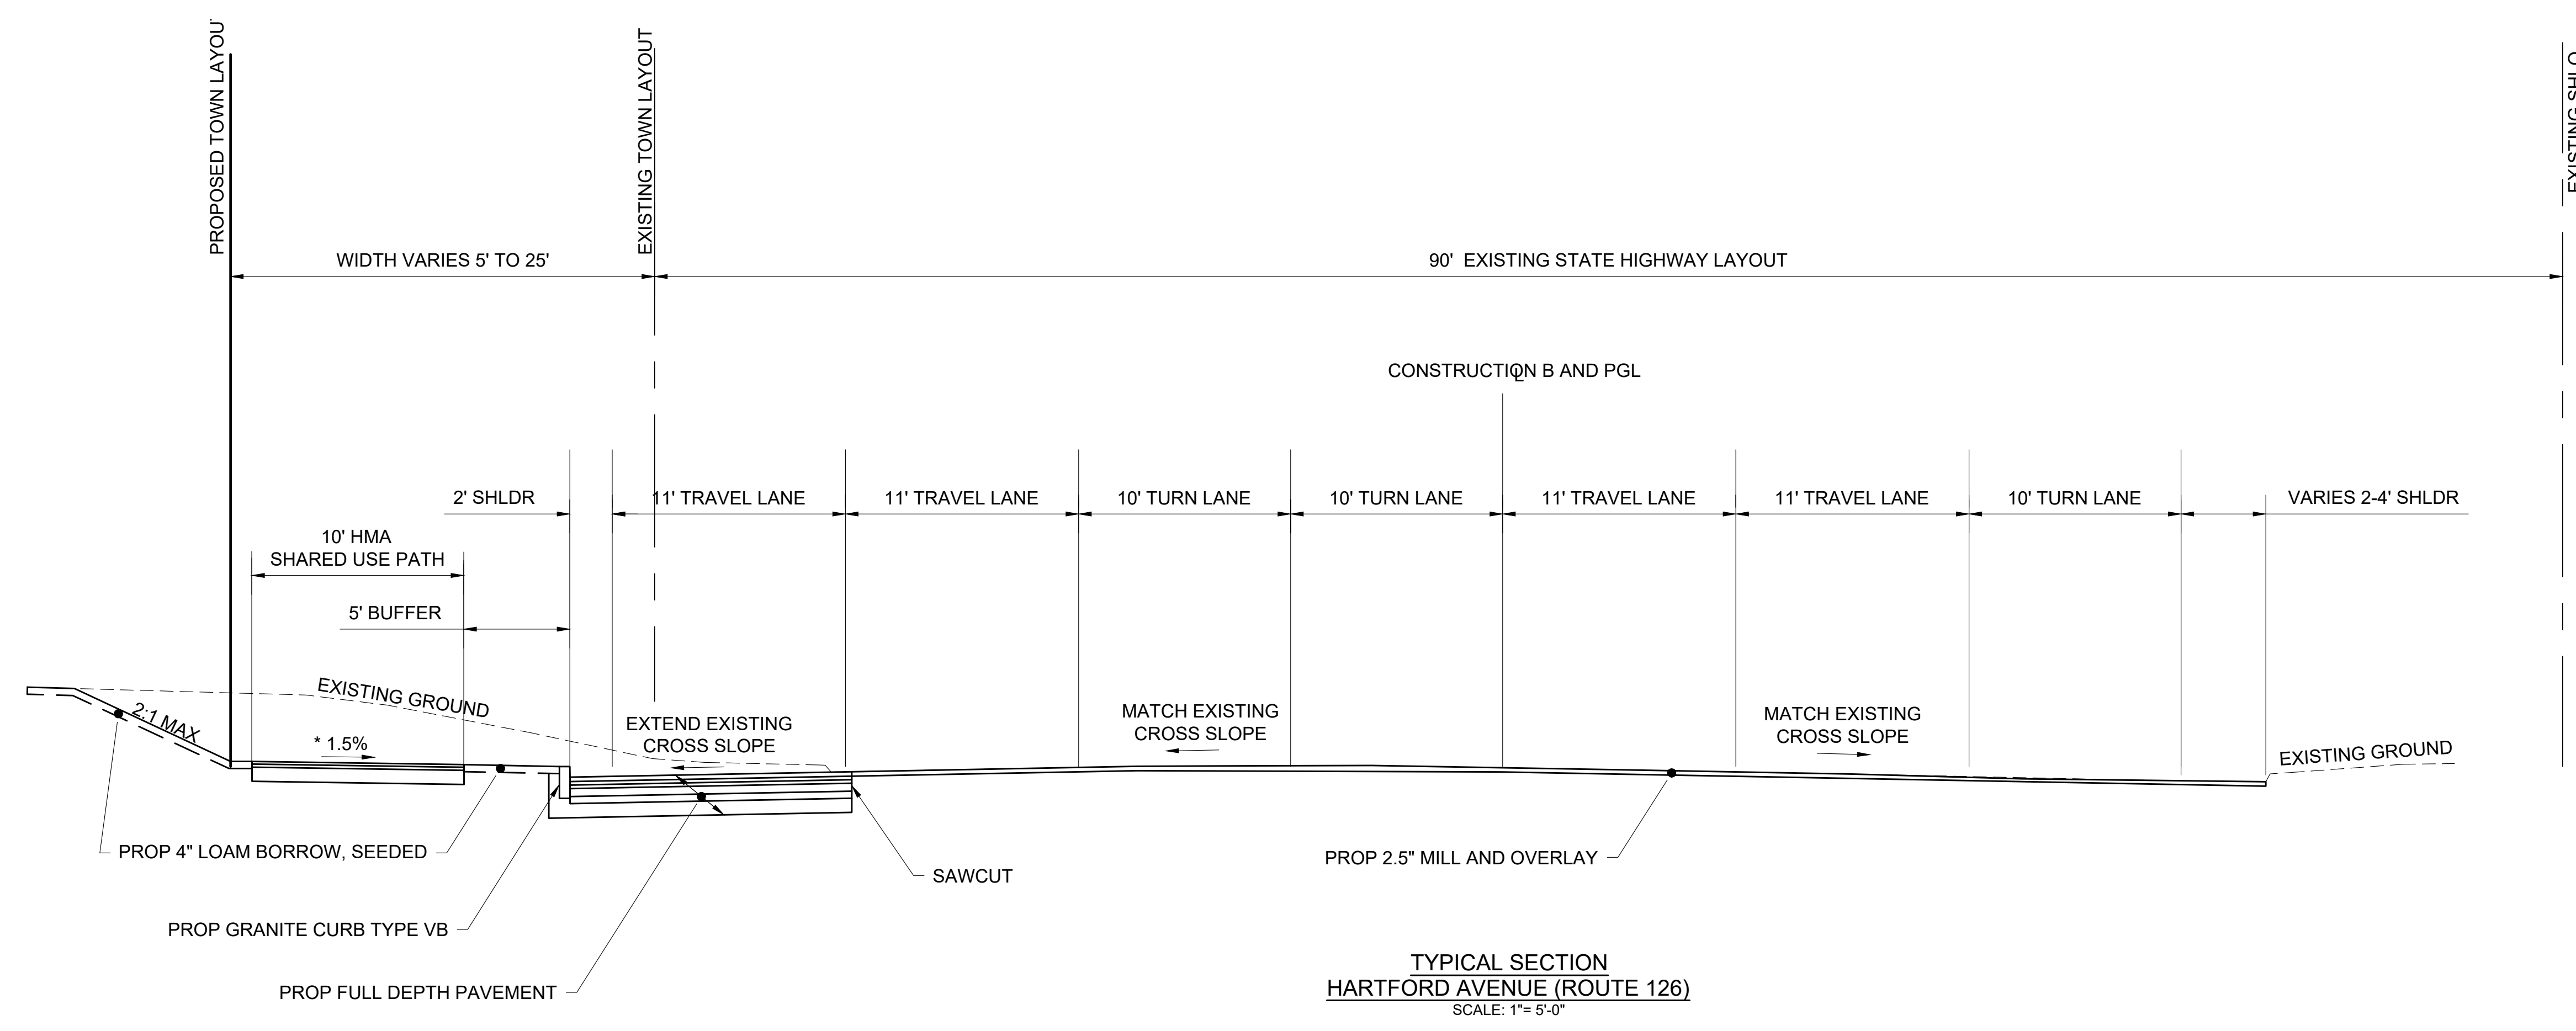 PROPOSED TOWN LAYOUT
EXISTING TOWN LAYOUT
EXISTING SHLO
WIDTH VARIES 5' TO 25'
90' EXISTING STATE HIGHWAY LAYOUT
CONSTRUCTION B AND PGL
L
2' SHLDR
11' TRAVEL LANE
11' TRAVEL LANE
10' TURN LANE
10' TURN LANE
11' TRAVEL LANE
11' TRAVEL LANE
10' TURN LANE
VARIES 2-4' SHLDR
10' HMA
SHARED USE PATH
5' BUFFER
EXISTING GROUND
2:1 MAX
* 1.5%
EXTEND EXISTING
CROSS SLOPE
MATCH EXISTING
CROSS SLOPE
MATCH EXISTING
CROSS SLOPE
EXISTING GROUND
PROP 4" LOAM BORROW, SEEDED
SAWCUT
PROP 2.5" MILL AND OVERLAY
PROP GRANITE CURB TYPE VB
PROP FULL DEPTH PAVEMENT
TYPICAL SECTION
HARTFORD AVENUE (ROUTE 126)
SCALE: 1"= 5'-0"